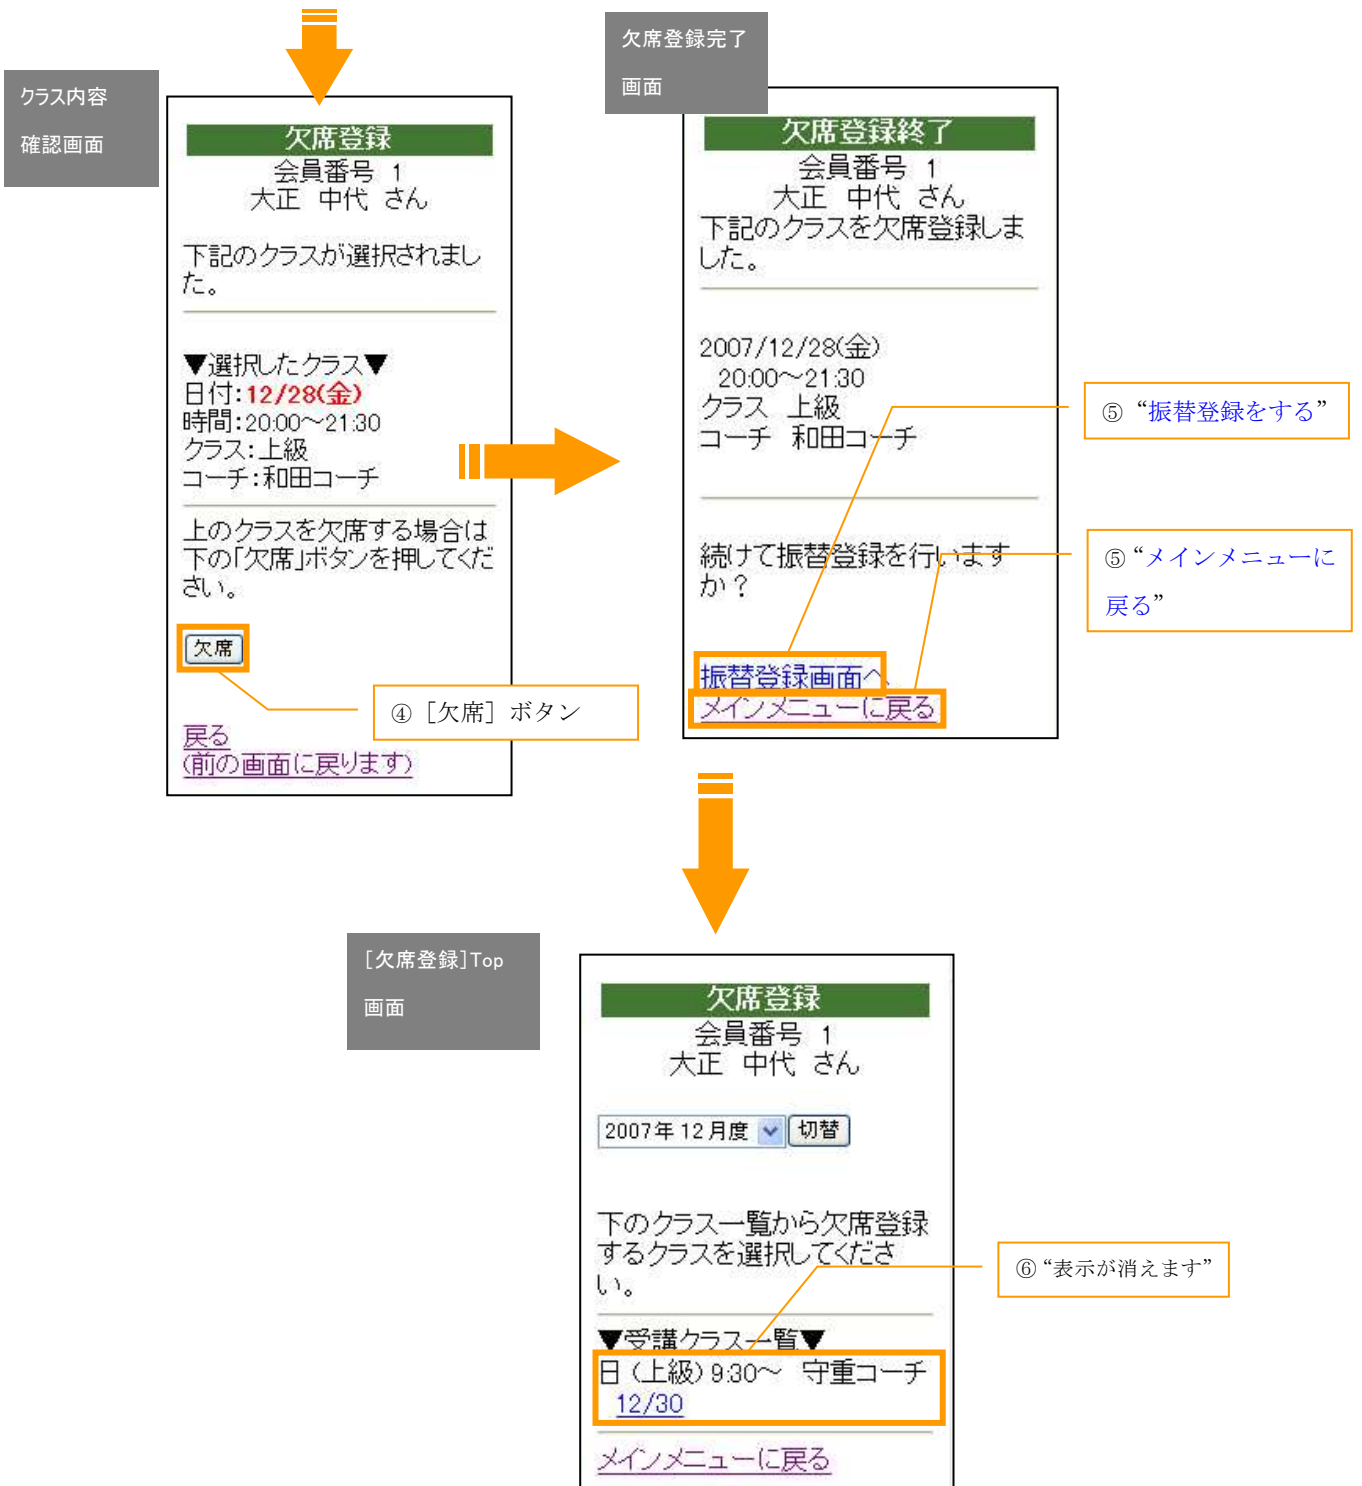 クラス内容
確認画面
欠席登録
会員番号 1
大正 中代 さん
下記のクラスが選択されまし
た。
▼選択したクラス▼
日付:12/28(金)
時間:20:00～21:30
クラス:上級
コーチ:和田コーチ
上のクラスを欠席する場合は
下の「欠席」ボタンを押してくだ
さい。
欠席
④［欠席］ボタン
戻る
(前の画面に戻ります)
欠席登録完了
画面
欠席登録終了
会員番号 1
大正 中代 さん
下記のクラスを欠席登録しま
した。
2007/12/28(金)
20:00～21:30
クラス 上級
コーチ 和田コーチ
続けて振替登録を行います
か？
振替登録画面へ
メインメニューに戻る
⑤“振替登録をする”
⑤“メインメニューに
戻る”
[欠席登録]Top
画面
欠席登録
会員番号 1
大正 中代 さん
2007年12月度 切替
下のクラス一覧から欠席登録
するクラスを選択してくださ
い。
▼受講クラス一覧▼
日(上級)9:30～ 守重コーチ
12/30
メインメニューに戻る
⑥“表示が消えます”